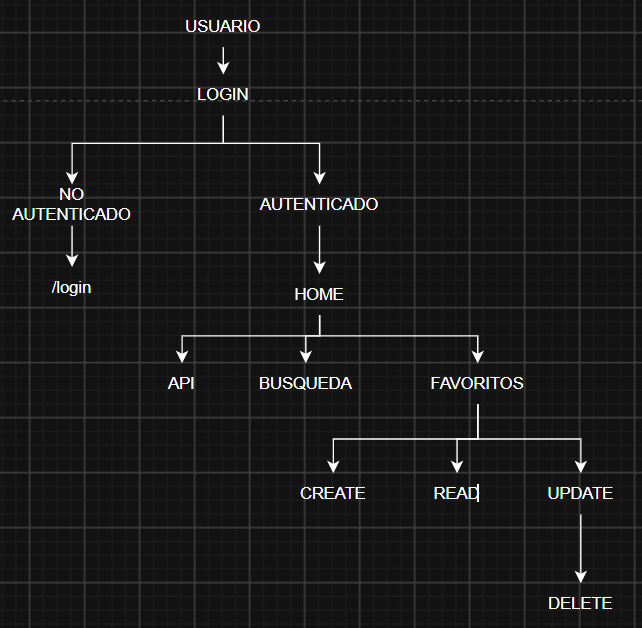 USUARIO
LOGIN
NO
AUTENTICADO
AUTENTICADO
/login
HOME
API
BUSQUEDA
FAVORITOS
CREATE
READ
UPDATE
DELETE